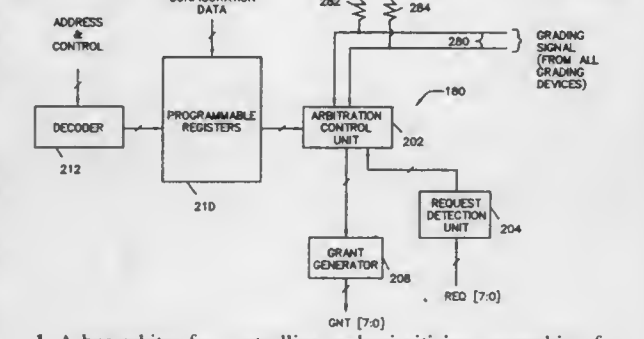 DATA
282
284
ADDRESS
&
CONTROL
280
GRADING
SIGNAL
(FROM ALL
GRADING
DEVICES)
180
DECODER
PROGRAMMABLE
REGISTERS
ARBITRATION
CONTROL
UNIT
202
212
210
REQUEST
DETECTION
UNIT
204
GRANT
GENERATOR
208
REQ [7:0]
GNT [7:0]